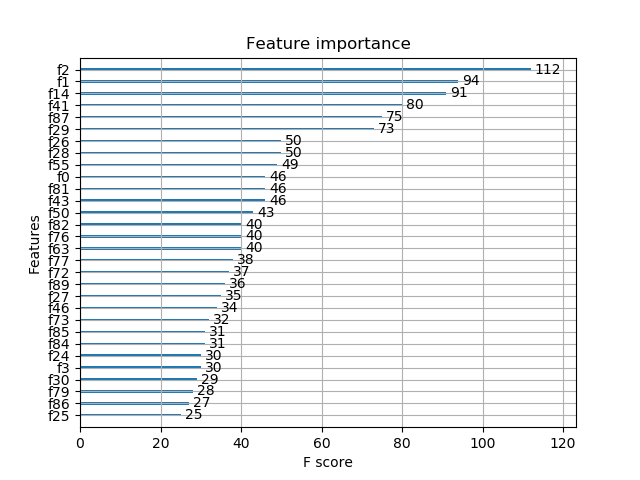 Feature importance
Features
f2 112
f1 94
f14 91
f41 80
f87 75
f29 73
f26 50
f28 50
f55 49
f0 46
f81 46
f43 46
f50 43
f82 40
f76 40
f63 40
f77 38
f72 37
f89 36
f27 35
f46 34
f73 32
f85 31
f84 31
f24 30
f3 30
f30 29
f79 28
f86 27
f25 25
0 20 40 60 80 100 120
F score